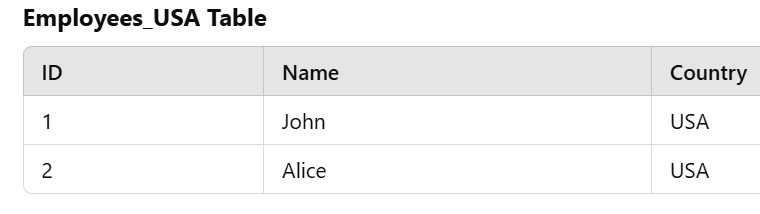 Employees_USA Table
ID Name Country
1 John USA
2 Alice USA